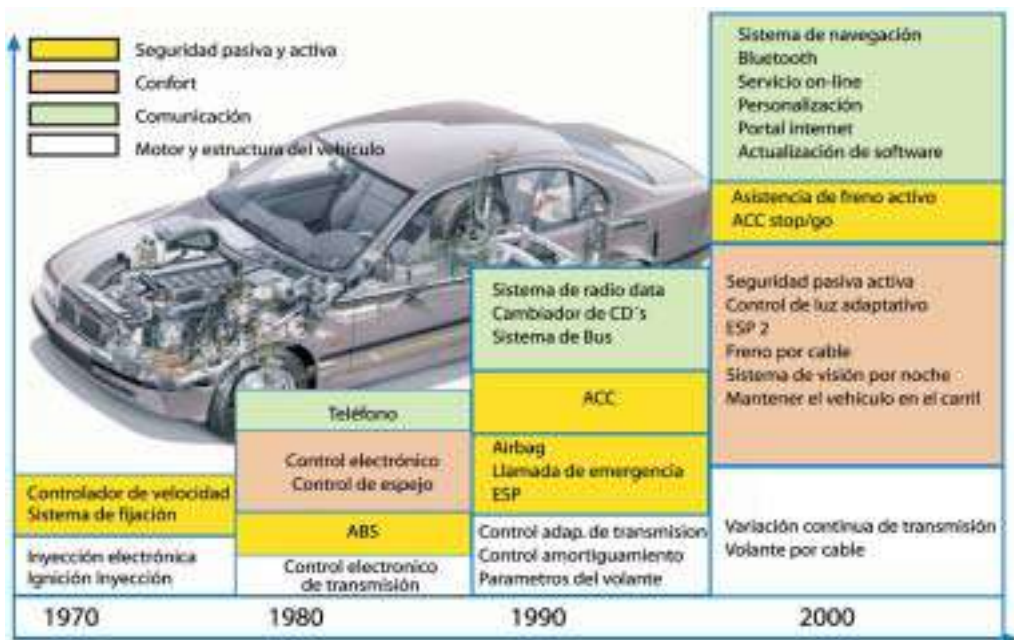 Seguridad pasiva y activa
Confort
Comunicación
Motor y estructura del vehículo
Controlador de velocidad
Sistema de fijación
Inyección electrónica
Ignición Inyección
1970
Teléfono
Control electrónico
Control de espejo
ABS
Control electronico
de transmisión
1980
Sistema de radio data
Cambiador de CD´s
Sistema de Bus
ACC
Airbag
Llamada de emergencia
ESP
Control adap. de transmision
Control amortiguamiento
Parametros del volante
1990
Sistema de navegación
Bluetooth
Servicio on-line
Personalización
Portal internet
Actualización de software
Asistencia de freno activo
ACC stop/go
Seguridad pasiva activa
Control de luz adaptativo
ESP 2
Freno por cable
Sistema de visión por noche
Mantener el vehículo en el carril
Variación continua de transmisión
Volante por cable
2000